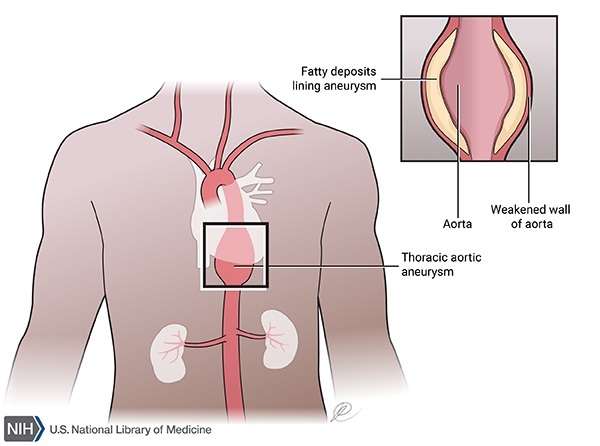 Fatty deposits
lining aneurysm
Aorta
Weakened wall
of aorta
Thoracic aortic
aneurysm
NIH U.S. National Library of Medicine